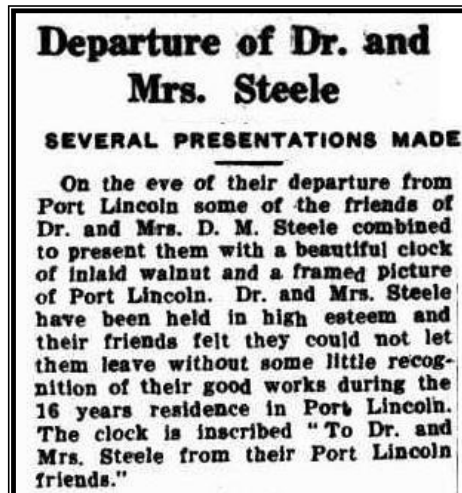 Departure of Dr. and
Mrs. Steele
SEVERAL PRESENTATIONS MADE
On the eve of their departure from
Port Lincoln some of the friends of
Dr. and Mrs. D. M. Steele combined
to present them with a beautiful clock
of inlaid walnut and a framed picture
of Port Lincoln. Dr. and Mrs. Steele
have been held in high esteem and
their friends felt they could not let
them leave without some little recog-
nition of their good works during the
16 years residence in Port Lincoln.
The clock is inscribed "To Dr. and
Mrs. Steele from their Port Lincoln
friends."